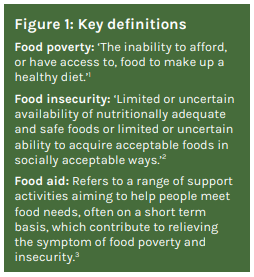 Figure 1: Key definitions
Food poverty: ‘The inability to afford,
or have access to, food to make up a
healthy diet.’¹
Food insecurity: ‘Limited or uncertain
availability of nutritionally adequate
and safe foods or limited or uncertain
ability to acquire acceptable foods in
socially acceptable ways.’²
Food aid: Refers to a range of support
activities aiming to help people meet
food needs, often on a short term
basis, which contribute to relieving
the symptom of food poverty and
insecurity.³